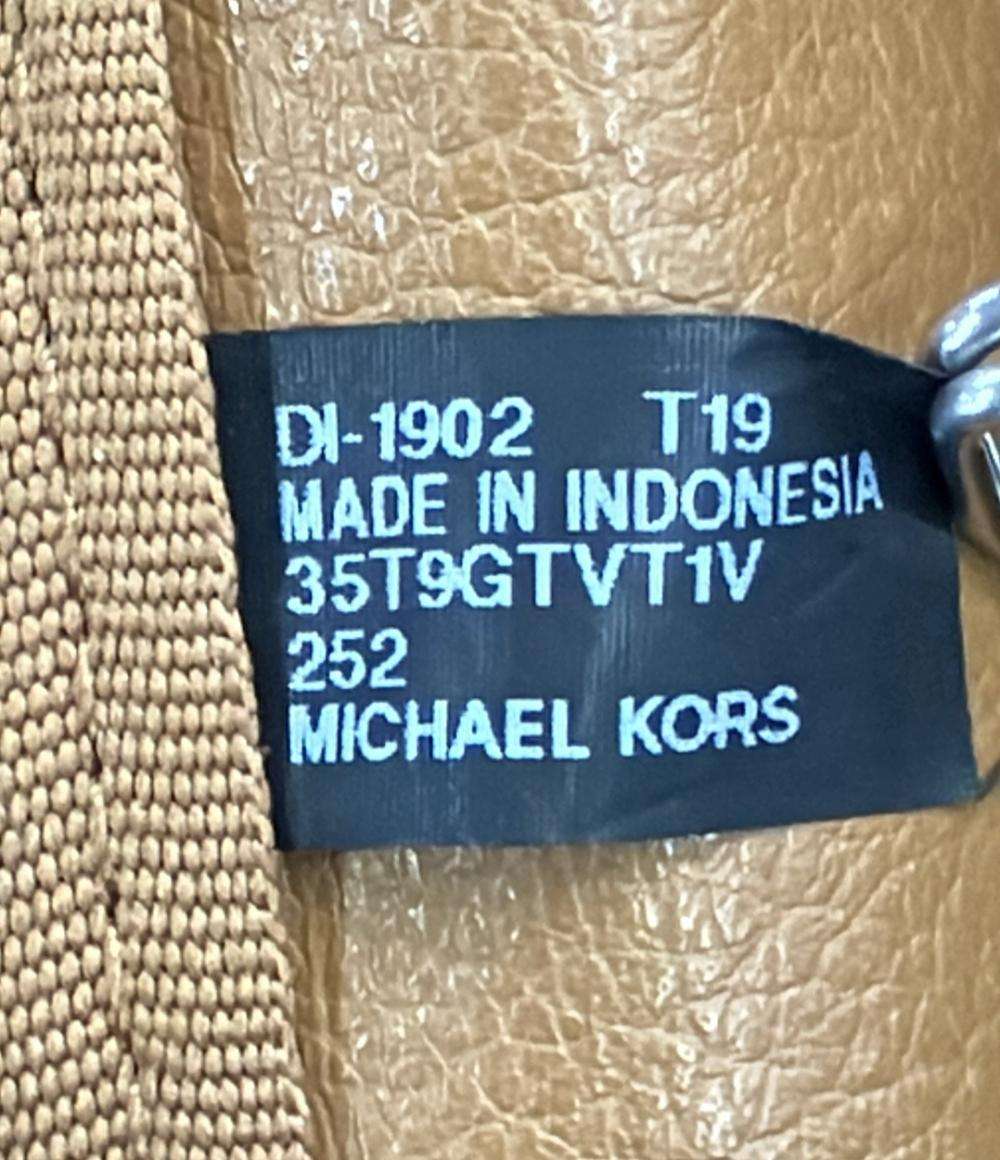 DI-1902 T19
MADE IN INDONESIA
35T9GTVT1V
252
MICHAEL KORS